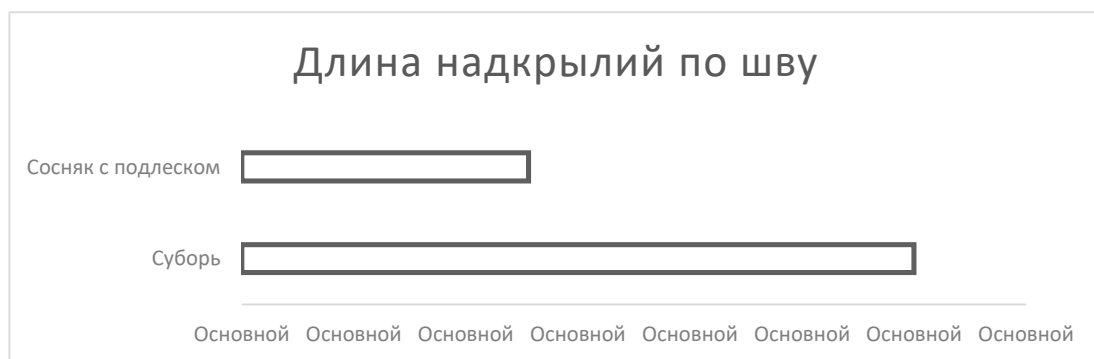 Длина надкрылий по шву
Сосняк с подлеском
Суборь
Основной Основной Основной Основной Основной Основной Основной Основной